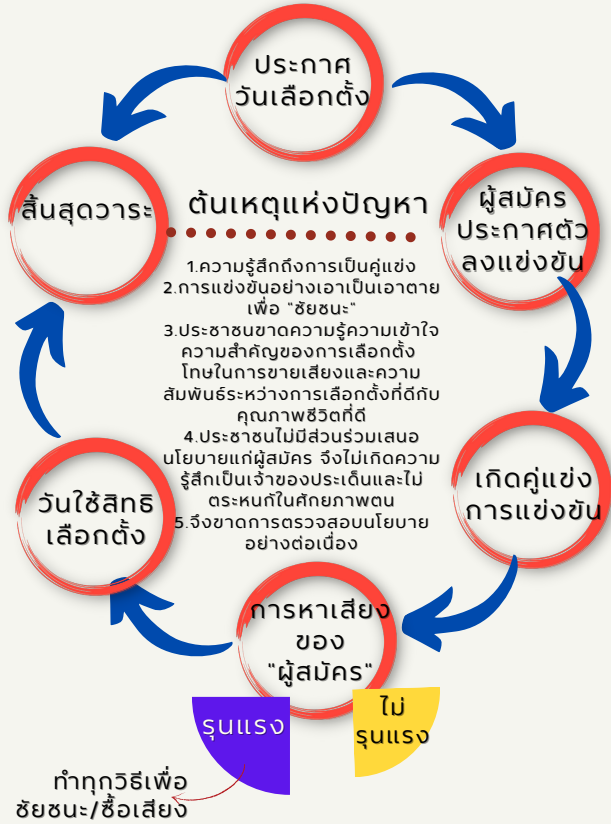 ประกาศ
วันเลือกตั้ง
ผู้สมัคร
ประกาศตัว
ลงแข่งขัน
สิ้นสุดวาระ
ต้นเหตุแห่งปัญหา
1.ความรู้สึกถึงการเป็นคู่แข่ง
2.การแข่งขันอย่างเอาเป็นเอาตาย
เพื่อ "ชัยชนะ"
3.ประชาชนขาดความรู้ความเข้าใจ
ความสำคัญของการเลือกตั้ง
โทษในการขายเสียงและความ
สัมพันธ์ระหว่างการเลือกตั้งที่ดีกับ
คุณภาพชีวิตที่ดี
4.ประชาชนไม่มีส่วนร่วมเสนอ
นโยบายแก่ผู้สมัคร จึงไม่เกิดความ
รู้สึกเป็นเจ้าของประเด็นและไม่
ตระหนักในศักยภาพตน
5.จึงขาดการตรวจสอบนโยบาย
อย่างต่อเนื่อง
เกิดคู่แข่ง
การแข่งขัน
วันใช้สิทธิ
เลือกตั้ง
การหาเสียง
ของ
"ผู้สมัคร"
รุนแรง
ไม่
รุนแรง
ทำทุกวิธีเพื่อ
ชัยชนะ/ซื้อเสียง